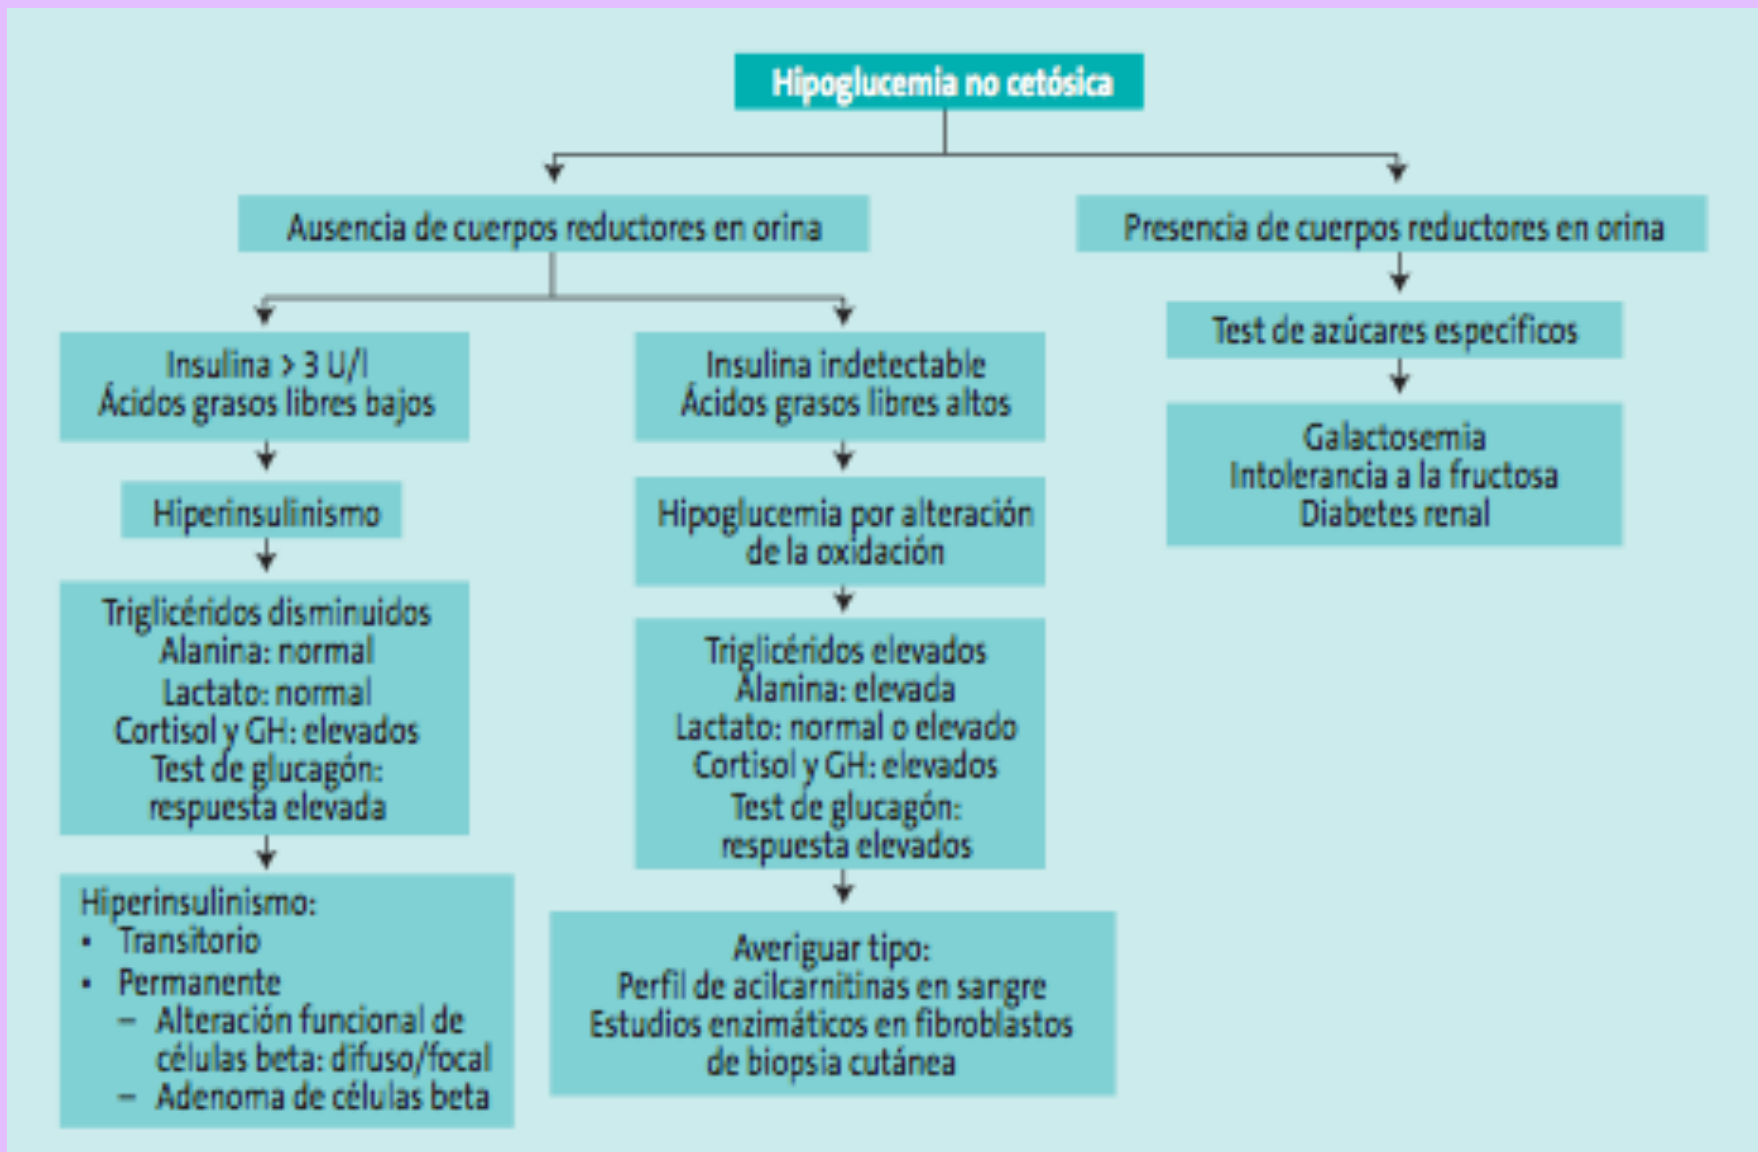 Hipoglucemia no cetósica
Ausencia de cuerpos reductores en orina
Presencia de cuerpos reductores en orina
Insulina > 3 U/l
Ácidos grasos libres bajos
Hiperinsulinismo
Triglicéridos disminuidos
Alanina: normal
Lactato: normal
Cortisol y GH: elevados
Test de glucagón:
respuesta elevada
Hiperinsulinismo:
▪ Transitorio
▪ Permanente
– Alteración funcional de
células beta: difuso/focal
– Adenoma de células beta
Insulina indetectable
Ácidos grasos libres altos
Hipoglucemia por alteración
de la oxidación
Triglicéridos elevados
Alanina: elevada
Lactato: normal o elevado
Cortisol y GH: elevados
Test de glucagón:
respuesta elevados
Averiguar tipo:
Perfil de acilcarnitinas en sangre
Estudios enzimáticos en fibroblastos
de biopsia cutánea
Test de azúcares específicos
Galactosemia
Intolerancia a la fructosa
Diabetes renal